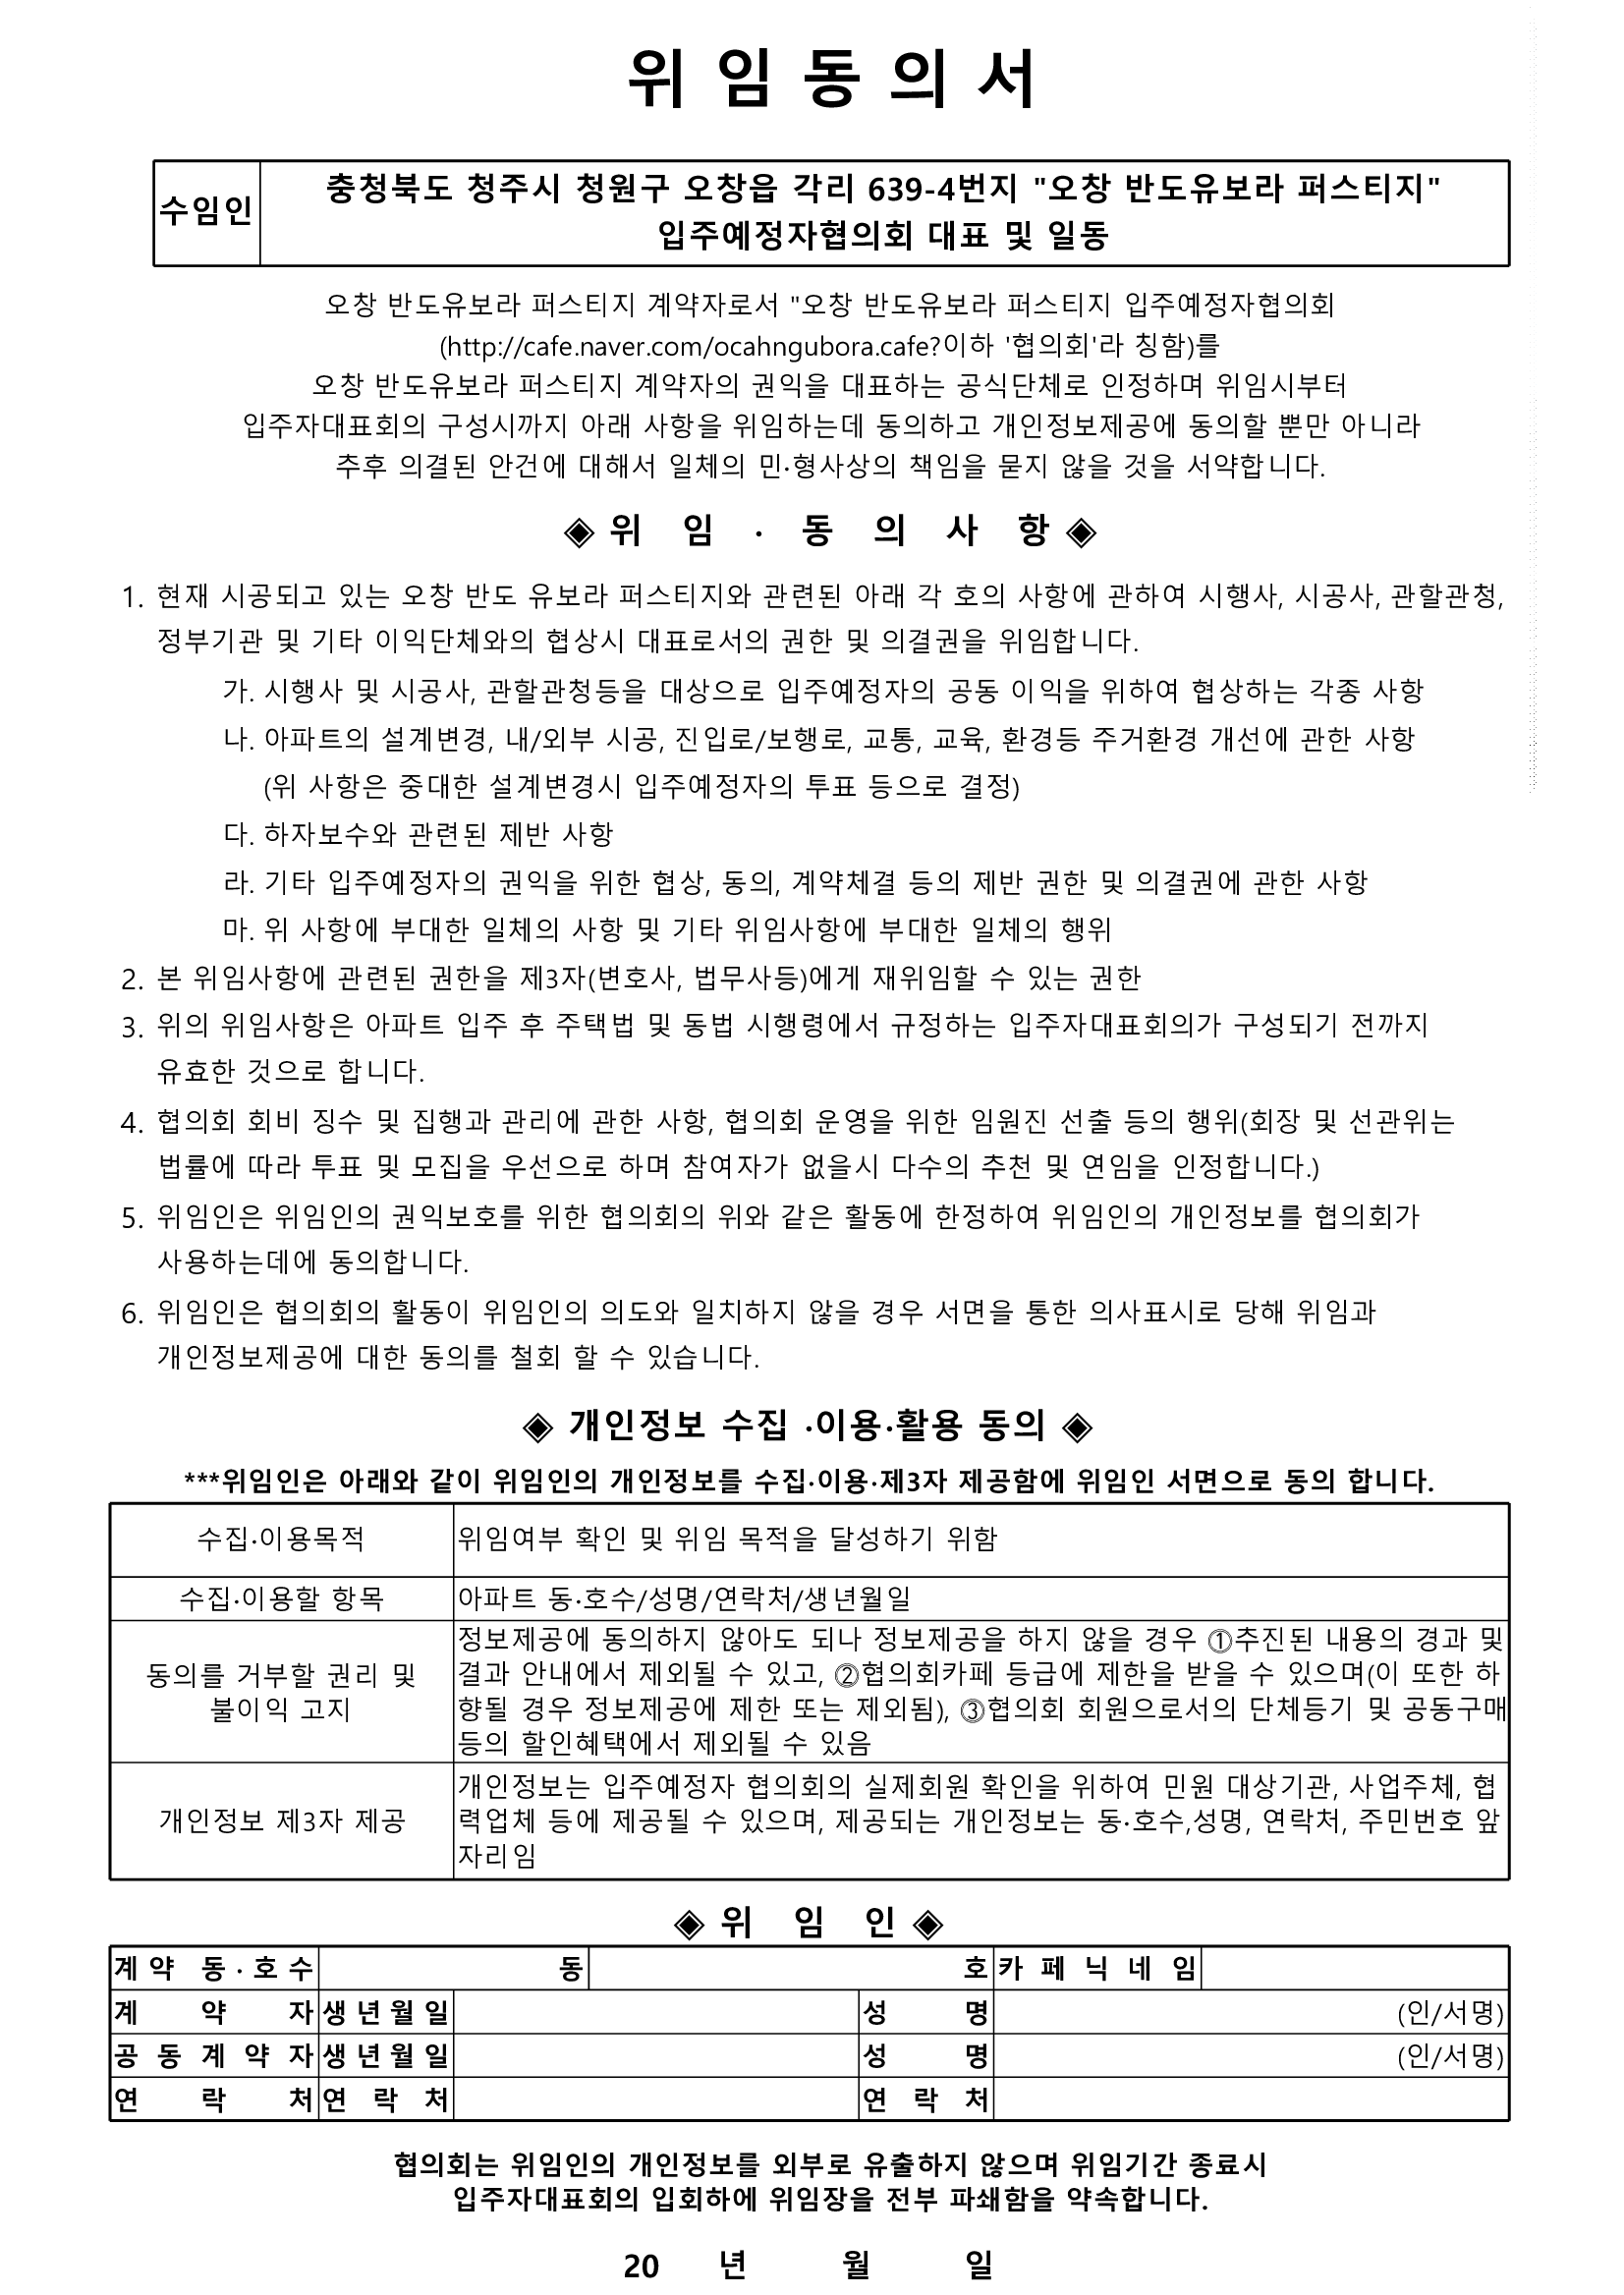 위 임 동 의 서
수임인
충청북도 청주시 청원구 오창읍 각리 639-4번지 "오창 반도유보라 퍼스티지"
입주예정자협의회 대표 및 일동
오창 반도유보라 퍼스티지 계약자로서 "오창 반도유보라 퍼스티지 입주예정자협의회
(http://cafe.naver.com/ocahngubora.cafe?이하 '협의회'라 칭함)를
오창 반도유보라 퍼스티지 계약자의 권익을 대표하는 공식단체로 인정하며 위임시부터
입주자대표회의 구성시까지 아래 사항을 위임하는데 동의하고 개인정보제공에 동의할 뿐만 아니라
추후 의결된 안건에 대해서 일체의 민·형사상의 책임을 묻지 않을 것을 서약합니다.
◈ 위 임 · 동 의 사 항 ◈
1. 현재 시공되고 있는 오창 반도 유보라 퍼스티지와 관련된 아래 각 호의 사항에 관하여 시행사, 시공사, 관할관청,
정부기관 및 기타 이익단체와의 협상시 대표로서의 권한 및 의결권을 위임합니다.
가. 시행사 및 시공사, 관할관청등을 대상으로 입주예정자의 공동 이익을 위하여 협상하는 각종 사항
나. 아파트의 설계변경, 내/외부 시공, 진입로/보행로, 교통, 교육, 환경등 주거환경 개선에 관한 사항
(위 사항은 중대한 설계변경시 입주예정자의 투표 등으로 결정)
다. 하자보수와 관련된 제반 사항
라. 기타 입주예정자의 권익을 위한 협상, 동의, 계약체결 등의 제반 권한 및 의결권에 관한 사항
마. 위 사항에 부대한 일체의 사항 및 기타 위임사항에 부대한 일체의 행위
2. 본 위임사항에 관련된 권한을 제3자(변호사, 법무사등)에게 재위임할 수 있는 권한
3. 위의 위임사항은 아파트 입주 후 주택법 및 동법 시행령에서 규정하는 입주자대표회의가 구성되기 전까지
유효한 것으로 합니다.
4. 협의회 회비 징수 및 집행과 관리에 관한 사항, 협의회 운영을 위한 임원진 선출 등의 행위(회장 및 선관위는
법률에 따라 투표 및 모집을 우선으로 하며 참여자가 없을시 다수의 추천 및 연임을 인정합니다.)
5. 위임인은 위임인의 권익보호를 위한 협의회의 위와 같은 활동에 한정하여 위임인의 개인정보를 협의회가
사용하는데에 동의합니다.
6. 위임인은 협의회의 활동이 위임인의 의도와 일치하지 않을 경우 서면을 통한 의사표시로 당해 위임과
개인정보제공에 대한 동의를 철회 할 수 있습니다.
◈ 개인정보 수집 ·이용·활용 동의 ◈
***위임인은 아래와 같이 위임인의 개인정보를 수집·이용·제3자 제공함에 위임인 서면으로 동의 합니다.
수집·이용목적
위임여부 확인 및 위임 목적을 달성하기 위함
수집·이용할 항목
아파트 동·호수/성명/연락처/생년월일
동의를 거부할 권리 및
불이익 고지
정보제공에 동의하지 않아도 되나 정보제공을 하지 않을 경우 ①추진된 내용의 경과 및
결과 안내에서 제외될 수 있고, ②협의회카페 등급에 제한을 받을 수 있으며(이 또한 하
향될 경우 정보제공에 제한 또는 제외됨), ③협의회 회원으로서의 단체등기 및 공동구매
등의 할인혜택에서 제외될 수 있음
개인정보 제3자 제공
개인정보는 입주예정자 협의회의 실제회원 확인을 위하여 민원 대상기관, 사업주체, 협
력업체 등에 제공될 수 있으며, 제공되는 개인정보는 동·호수,성명, 연락처, 주민번호 앞
자리임
◈ 위 임 인 ◈
계 약 동 · 호 수 동 호 카 페 닉 네 임
계 약 자 생 년 월 일 성 명 (인/서명)
공 동 계 약 자 생 년 월 일 성 명 (인/서명)
연 락 처 연 락 처 연 락 처
협의회는 위임인의 개인정보를 외부로 유출하지 않으며 위임기간 종료시
입주자대표회의 입회하에 위임장을 전부 파쇄함을 약속합니다.
20 년 월 일